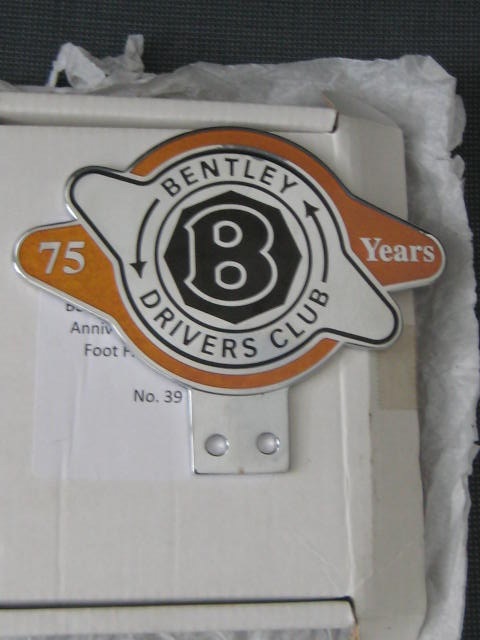 BENTLEY
B
DRIVERS CLUB
75
Years
Anniv
Foot
No. 39